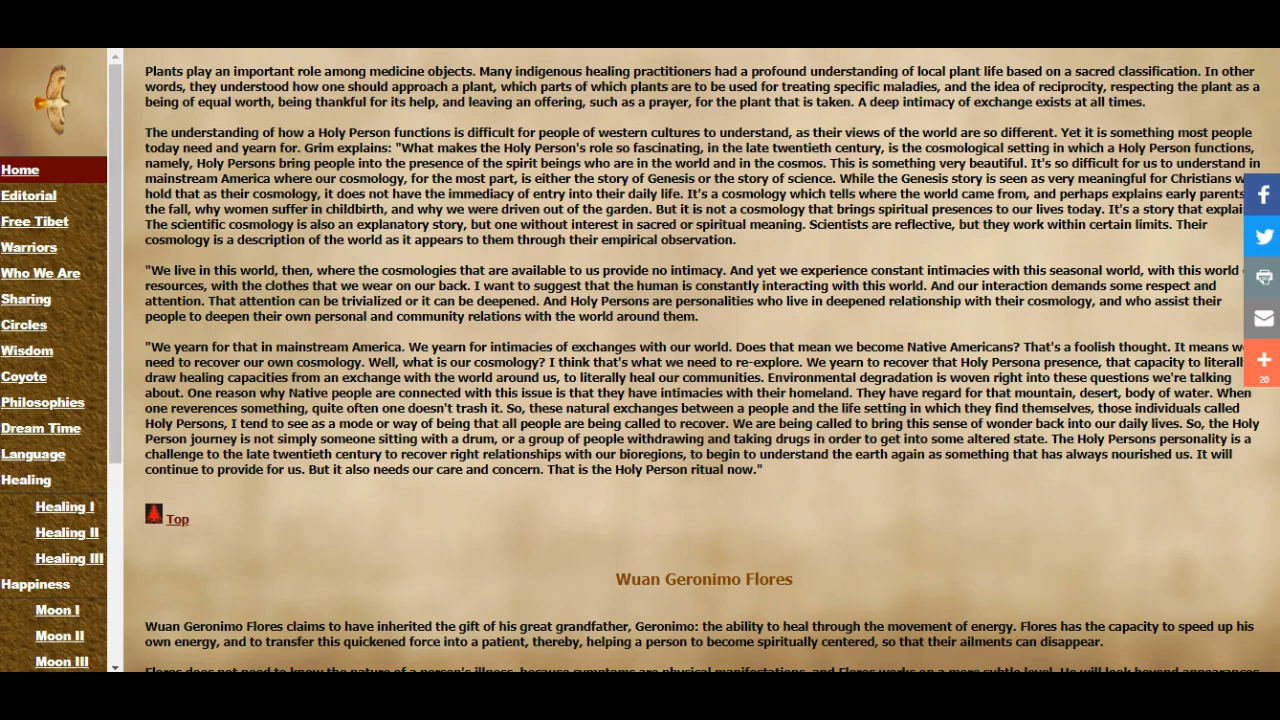 Home
Editorial
Free Tibet
Warriors
Who We Are
Sharing
Circles
Wisdom
Coyote
Philosophies
Dream Time
Language
Healing
Healing I
Healing II
Healing III
Happiness
Moon I
Moon II
Moon III
Plants play an important role among medicine objects. Many indigenous healing practitioners had a profound understanding of local plant life based on a sacred classification. In other
words, they understood how one should approach a plant, which parts of which plants are to be used for treating specific maladies, and the idea of reciprocity, respecting the plant as a
being of equal worth, being thankful for its help, and leaving an offering, such as a prayer, for the plant that is taken. A deep intimacy of exchange exists at all times.
The understanding of how a Holy Person functions is difficult for people of western cultures to understand, as their views of the world are so different. Yet it is something most people
today need and yearn for. Grim explains: "What makes the Holy Person's role so fascinating, in the late twentieth century, is the cosmological setting in which a Holy Person functions,
namely, Holy Persons bring people into the presence of the spirit beings who are in the world and in the cosmos. This is something very beautiful. It's so difficult for us to understand in
mainstream America where our cosmology, for the most part, is either the story of Genesis or the story of science. While the Genesis story is seen as very meaningful for Christians
hold that as their cosmology, it does not have the immediacy of entry into their daily life. It's a cosmology which tells where the world came from, and perhaps explains early parents
the fall, why women suffer in childbirth, and why we were driven out of the garden. But it is not a cosmology that brings spiritual presences to our lives today. It's a story that
The scientific cosmology is also an explanatory story, but one without interest in sacred or spiritual meaning. Scientists are reflective, but they work within certain limits. Their
cosmology is a description of the world as it appears to them through their empirical observation.
"We live in this world, then, where the cosmologies that are available to us provide no intimacy. And yet we experience constant intimacies with this seasonal world, with this world
resources, with the clothes that we wear on our back. I want to suggest that the human is constantly interacting with this world. And our interaction demands some respect and
attention. That attention can be trivialized or it can be deepened. And Holy Persons are personalities who live in deepened relationship with their cosmology, and who assist their
people to deepen their own personal and community relations with the world around them.
"We yearn for that in mainstream America. We yearn for intimacies of exchanges with our world. Does that mean we become Native Americans? That's a foolish thought. It means
need to recover our own cosmology. Well, what is our cosmology? I think that's what we need to re-explore. We yearn to recover that Holy Persona presence, that capacity to
draw healing capacities from an exchange with the world around us, to literally heal our communities. Environmental degradation is woven right into these questions we're talking
about. One reason why Native people are connected with this issue is that they have intimacies with their homeland. They have regard for that mountain, desert, body of water. When
one reverences something, quite often one doesn't trash it. So, these natural exchanges between a people and the life setting in which they find themselves, those individuals called
Holy Persons, I tend to see as a mode or way of being that all people are being called to recover. We are being called to bring this sense of wonder back into our daily lives. So, the Holy
Person journey is not simply someone sitting with a drum, or a group of people withdrawing and taking drugs in order to get into some altered state. The Holy Persons personality is a
challenge to the late twentieth century to recover right relationships with our bioregions, to begin to understand the earth again as something that has always nourished us. It will
continue to provide for us. But it also needs our care and concern. That is the Holy Person ritual now."
Top
Wuan Geronimo Flores
Wuan Geronimo Flores claims to have inherited the gift of his great grandfather, Geronimo: the ability to heal through the movement of energy. Flores has the capacity to speed up his
own energy, and to transfer this quickened force into a patient, thereby, helping a person to become spiritually centered, so that their ailments can disappear.
20